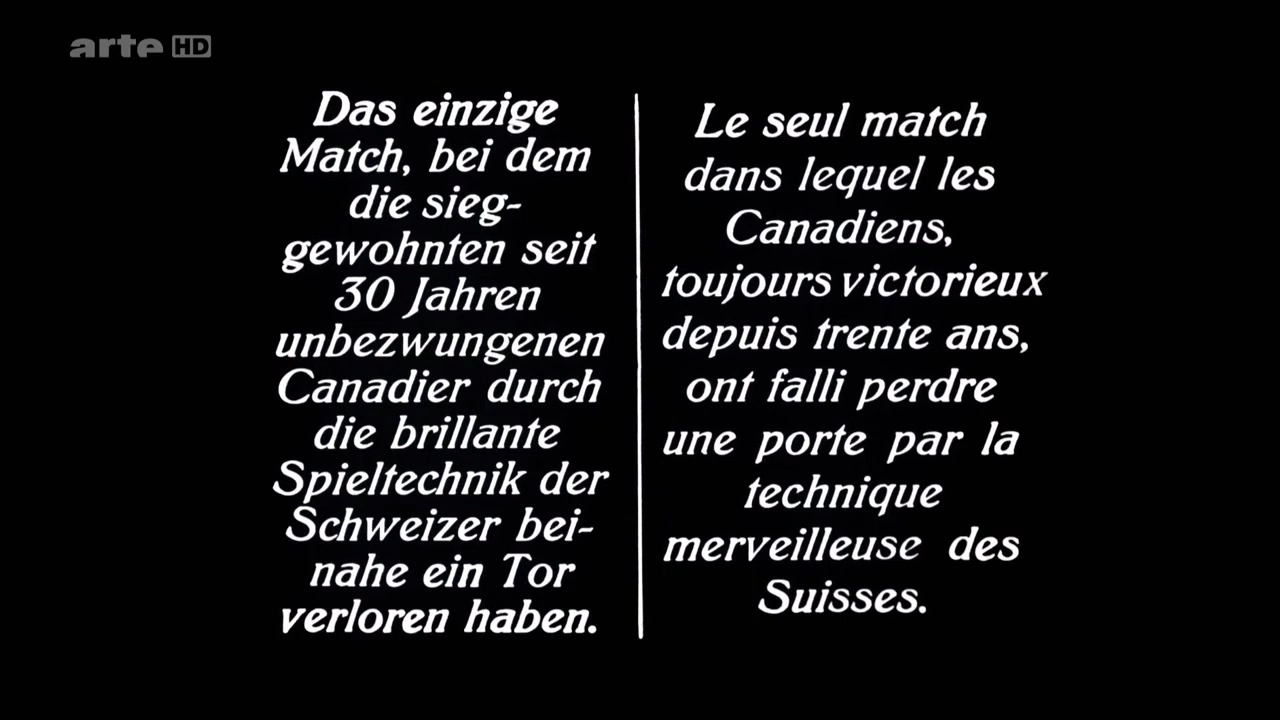 arte HD
Das einzige
Match, bei dem
die sieg-
gewohnten seit
30 Jahren
unbezwungenen
Canadier durch
die brillante
Spieltechnik der
Schweizer bei-
nahe ein Tor
verloren haben.
Le seul match
dans lequel les
Canadiens,
toujours victorieux
depuis trente ans,
ont falli perdre
une porte par la
technique
merveilleuse des
Suisses.